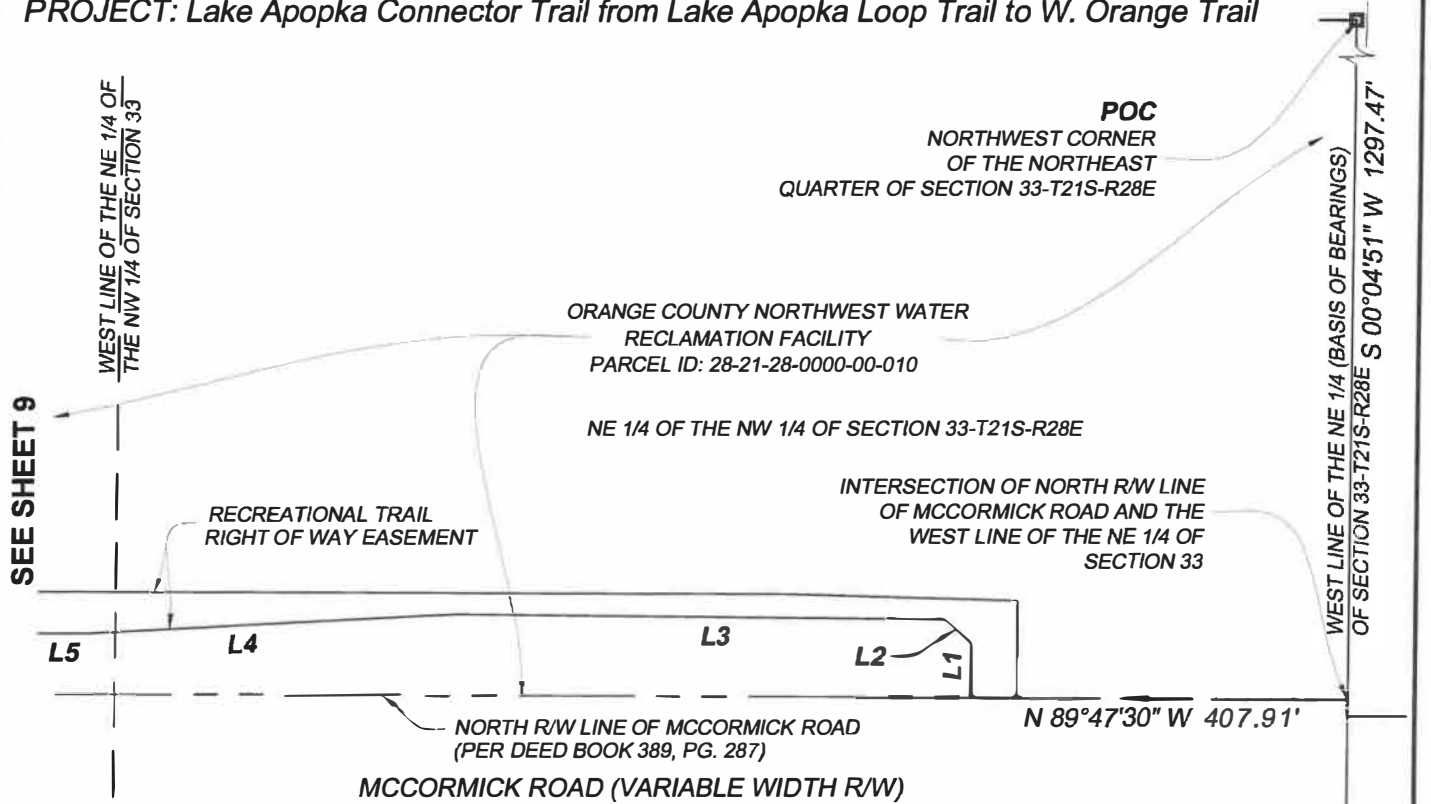 PROJECT: Lake Apopka Connector Trail from Lake Apopka Loop Trail to W. Orange Trail
WEST LINE OF THE NE 1/4 OF
THE NW 1/4 OF SECTION 33
POC
NORTHWEST CORNER
OF THE NORTHEAST
QUARTER OF SECTION 33-T21S-R28E
WEST LINE OF THE NE 1/4 (BASIS OF BEARINGS)
OF SECTION 33-T21S-R28E S 00°04'51" W 1297.47'
ORANGE COUNTY NORTHWEST WATER
RECLAMATION FACILITY
PARCEL ID: 28-21-28-0000-00-010
SEE SHEET 9
NE 1/4 OF THE NW 1/4 OF SECTION 33-T21S-R28E
INTERSECTION OF NORTH R/W LINE
OF MCCORMICK ROAD AND THE
WEST LINE OF THE NE 1/4 OF
SECTION 33
RECREATIONAL TRAIL
RIGHT OF WAY EASEMENT
L5
L4
L3
L2
L1
N 89°47'30" W 407.91'
NORTH R/W LINE OF MCCORMICK ROAD
(PER DEED BOOK 389, PG. 287)
MCCORMICK ROAD (VARIABLE WIDTH R/W)